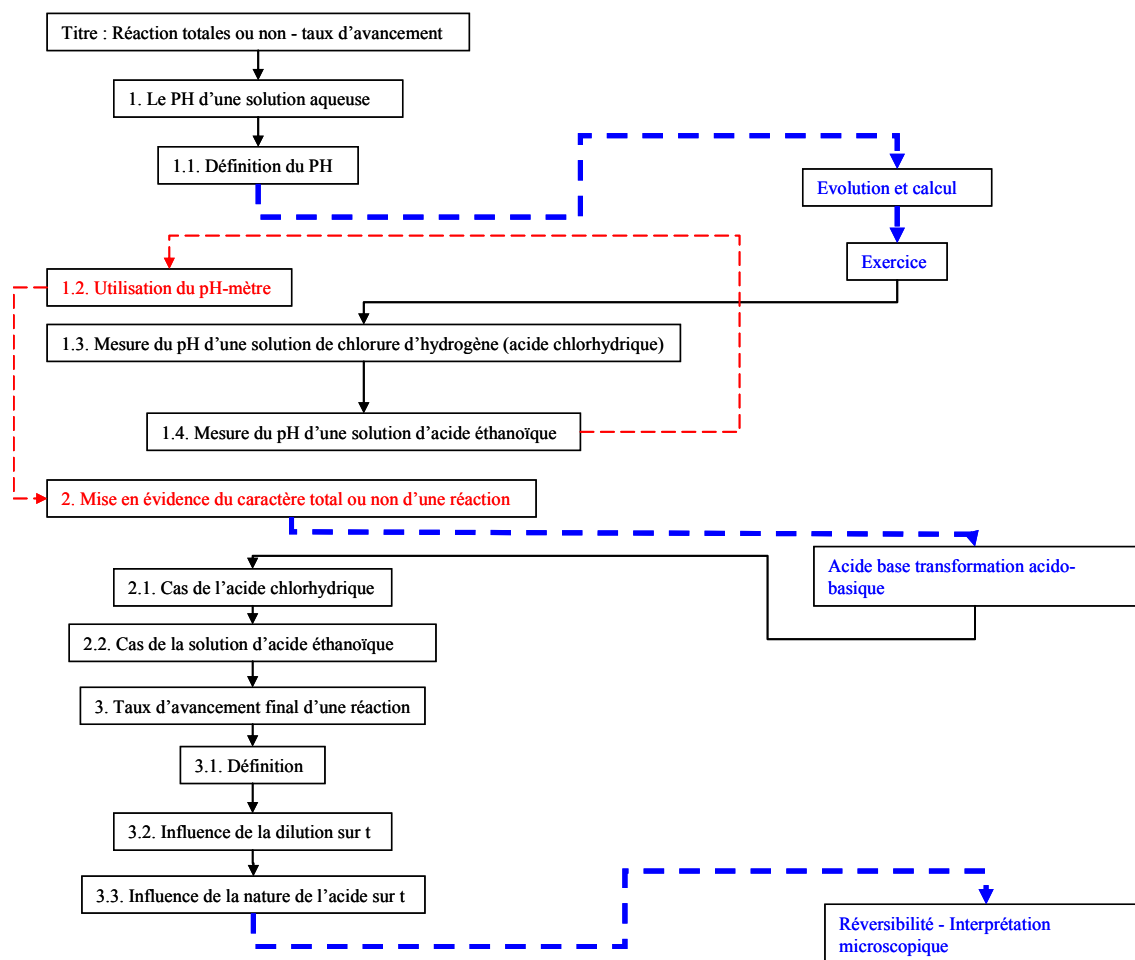 Titre : Réaction totales ou non - taux d’avancement
1. Le PH d’une solution aqueuse
1.1. Définition du PH
Evolution et calcul
Exercice
1.2. Utilisation du pH-mètre
1.3. Mesure du pH d’une solution de chlorure d’hydrogène (acide chlorhydrique)
1.4. Mesure du pH d’une solution d’acide éthanoïque
2. Mise en évidence du caractère total ou non d’une réaction
Acide base transformation acido-
basique
2.1. Cas de l’acide chlorhydrique
2.2. Cas de la solution d’acide éthanoïque
3. Taux d’avancement final d’une réaction
3.1. Définition
3.2. Influence de la dilution sur t
3.3. Influence de la nature de l’acide sur t
Réversibilité - Interprétation
microscopique